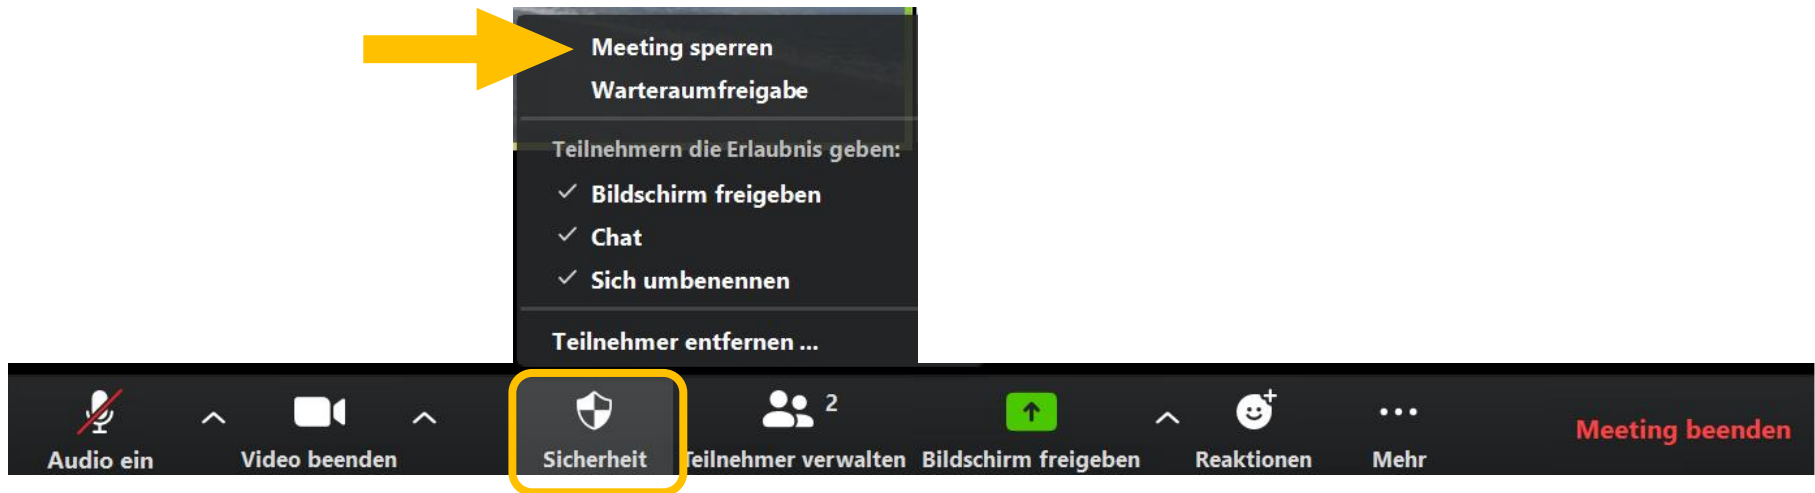 Meeting sperren
Warteraumfreigabe
Teilnehmern die Erlaubnis geben:
Bildschirm freigeben
Chat
Sich umbenennen
Teilnehmer entfernen ...
2
Audio ein
Video beenden
Sicherheit
Teilnehmer verwalten
Bildschirm freigeben
Reaktionen
Mehr
Meeting beenden